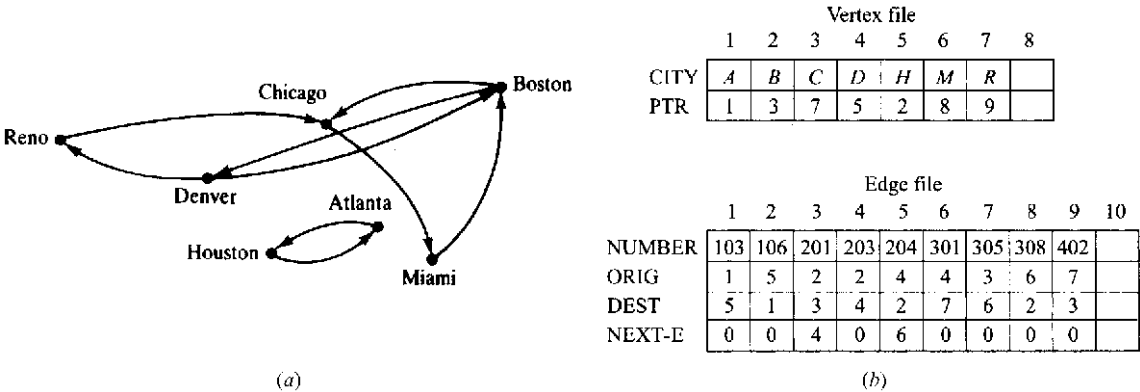 Chicago
Boston
Reno
Denver
Atlanta
Houston
Miami
(a)
Vertex file
1 2 3 4 5 6 7 8
CITY A B C D H M R
PTR 1 3 7 5 2 8 9
Edge file
1 2 3 4 5 6 7 8 9 10
NUMBER 103 106 201 203 204 301 305 308 402
ORIG 1 5 2 2 4 4 3 6 7
DEST 5 1 3 4 2 7 6 2 3
NEXT-E 0 0 4 0 6 0 0 0 0
(b)